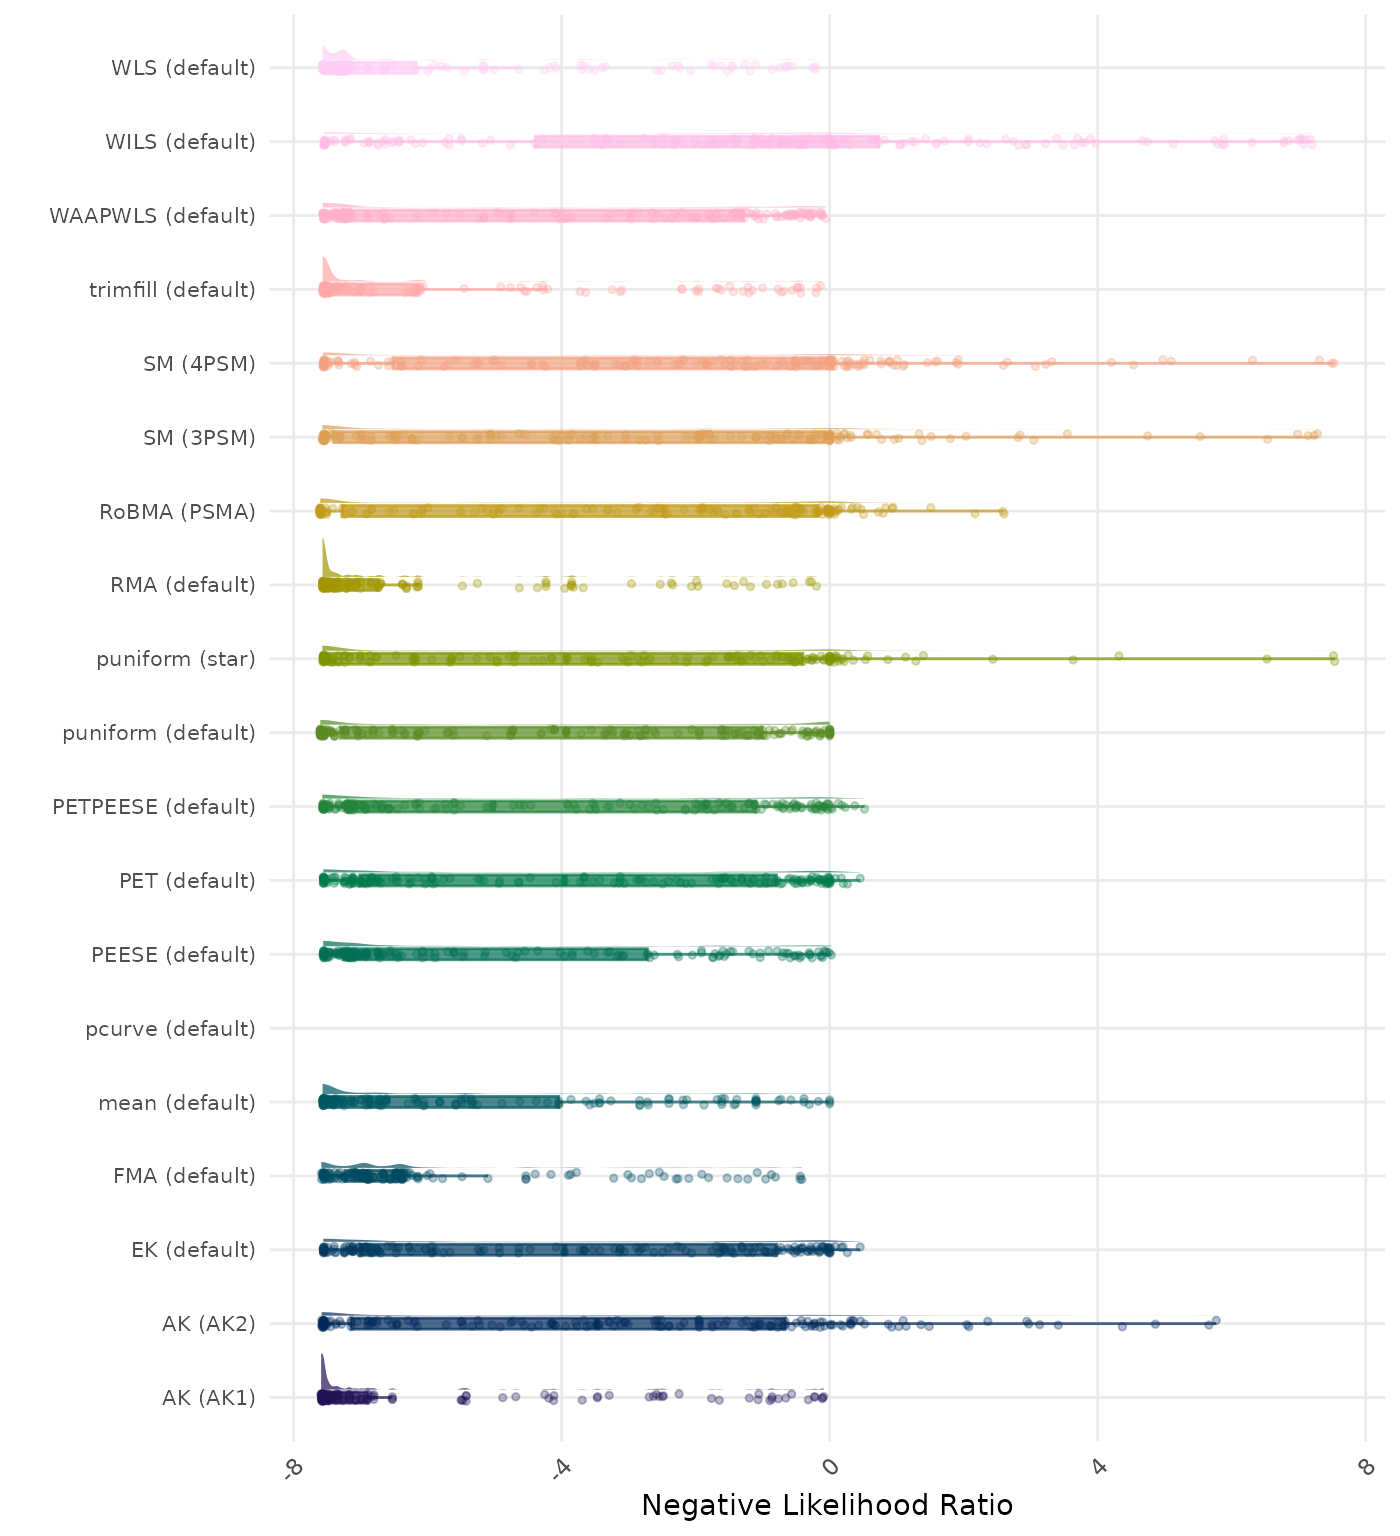 WLS (default)
WILS (default)
WAAPWLS (default)
trimfill (default)
SM (4PSM)
SM (3PSM)
RoBMA (PSMA)
RMA (default)
puniform (star)
puniform (default)
PETPEESE (default)
PET (default)
PEESE (default)
pcurve (default)
mean (default)
FMA (default)
EK (default)
AK (AK2)
AK (AK1)
-8 -4 0 4 8
Negative Likelihood Ratio